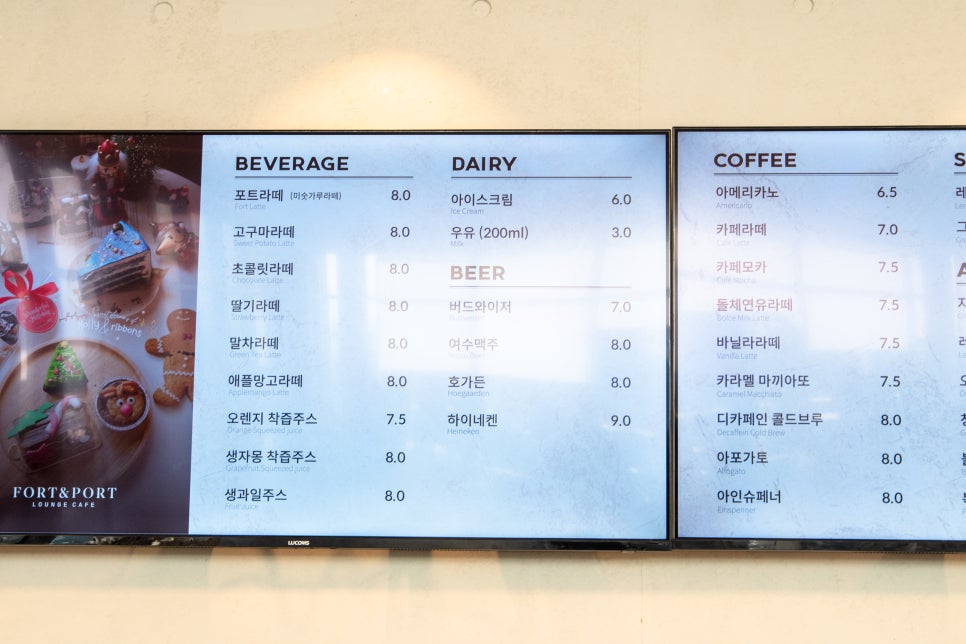 BEVERAGE
포트라떼 (미숫가루라떼) 8.0
Fort Latte
고구마라떼 8.0
Sweet Potato Latte
초콜릿라떼 8.0
Chocolate Latte
딸기라떼 8.0
Strawberry Latte
말차라떼 8.0
Green Tea Latte
애플망고라떼 8.0
Applemango Latte
오렌지 착즙주스 7.5
Orange Squeezed juice
생자몽 착즙주스 8.0
Grapefruit Squeezed juice
생과일주스 8.0
Fruit Juice
DAIRY
아이스크림 6.0
Ice Cream
우유 (200ml) 3.0
Milk
BEER
버드와이저 7.0
Budweiser
여수맥주 8.0
Yeosu Beer
호가든 8.0
Hoegaarden
하이네켄 9.0
Heineken
COFFEE
아메리카노 6.5
Americano
카페라떼 7.0
Cafe Latte
카페모카 7.5
Cafe Mocha
돌체연유라떼 7.5
Dolce Milk Latte
바닐라라떼 7.5
Vanilla Latte
카라멜 마끼아또 7.5
Caramel Macchiato
디카페인 콜드브루 8.0
Decaffein Cold Brew
아포가토 8.0
Affogato
아인슈페너 8.0
Einspenner
holly & ribbons
FORT&PORT
LOUNGE CAFE
LUCOMS